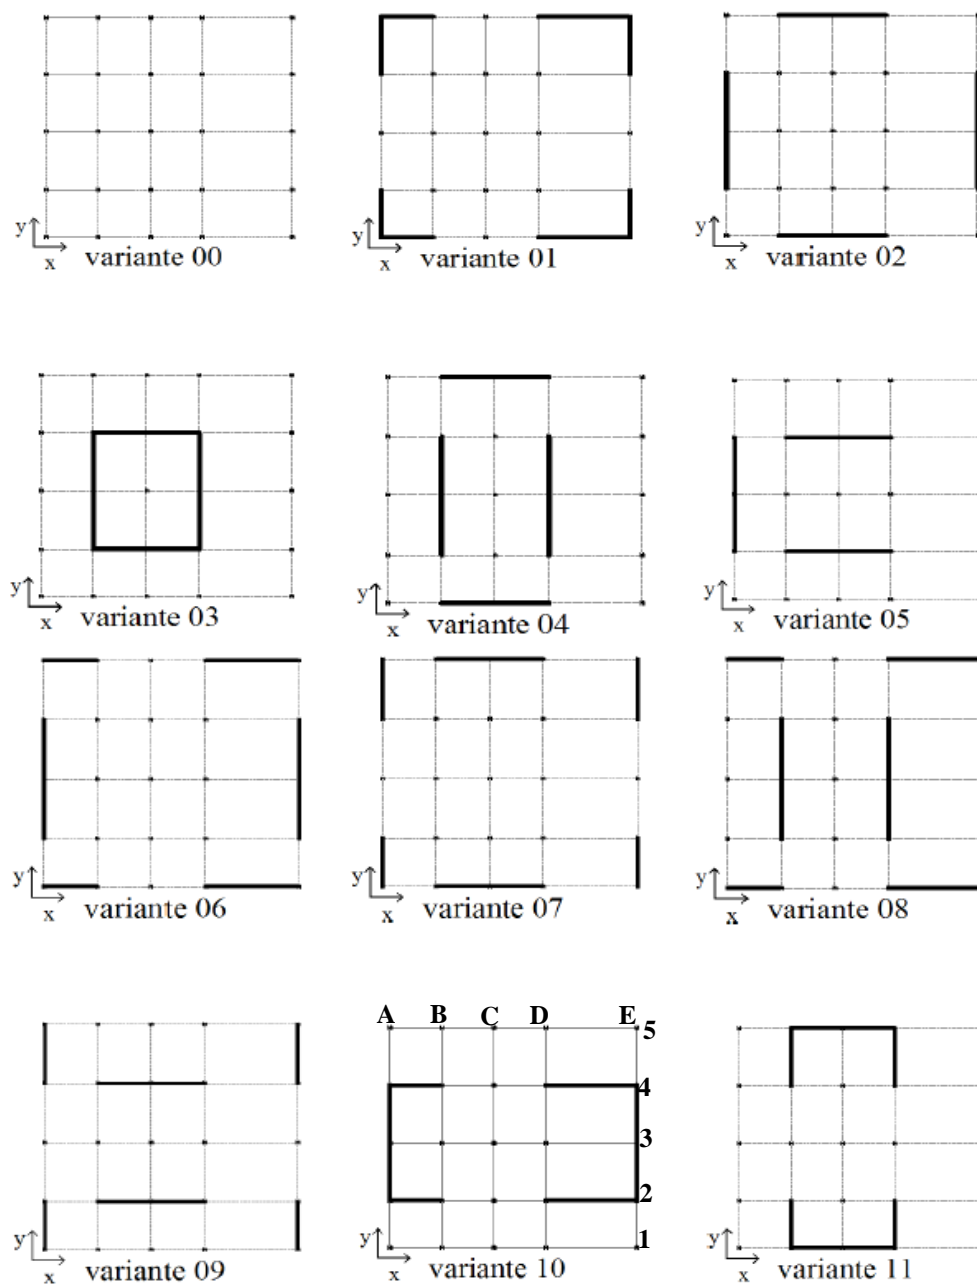 y
x
variante 00
y
x
variante 01
y
x
variante 02
y
x
variante 03
y
x
variante 04
y
x
variante 05
y
x
variante 06
y
x
variante 07
y
x
variante 08
y
x
variante 09
A B C D E 5
4
3
2
1
y
x
variante 10
y
x
variante 11